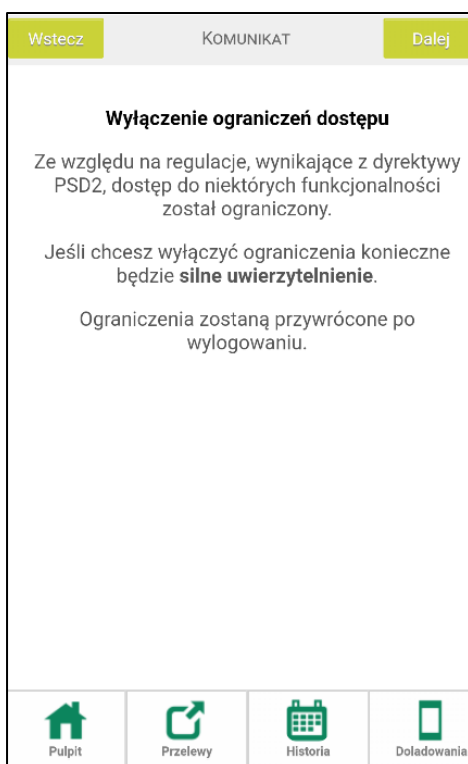 Wstecz KOMUNIKAT Dalej
Wyłączenie ograniczeń dostępu
Ze względu na regulacje, wynikające z dyrektywy
PSD2, dostęp do niektórych funkcjonalności
został ograniczony.
Jeśli chcesz wyłączyć ograniczenia konieczne
będzie silne uwierzytelnienie.
Ograniczenia zostaną przywrócone po
wylogowaniu.
Pulpit Przelewy Historia Doladowania